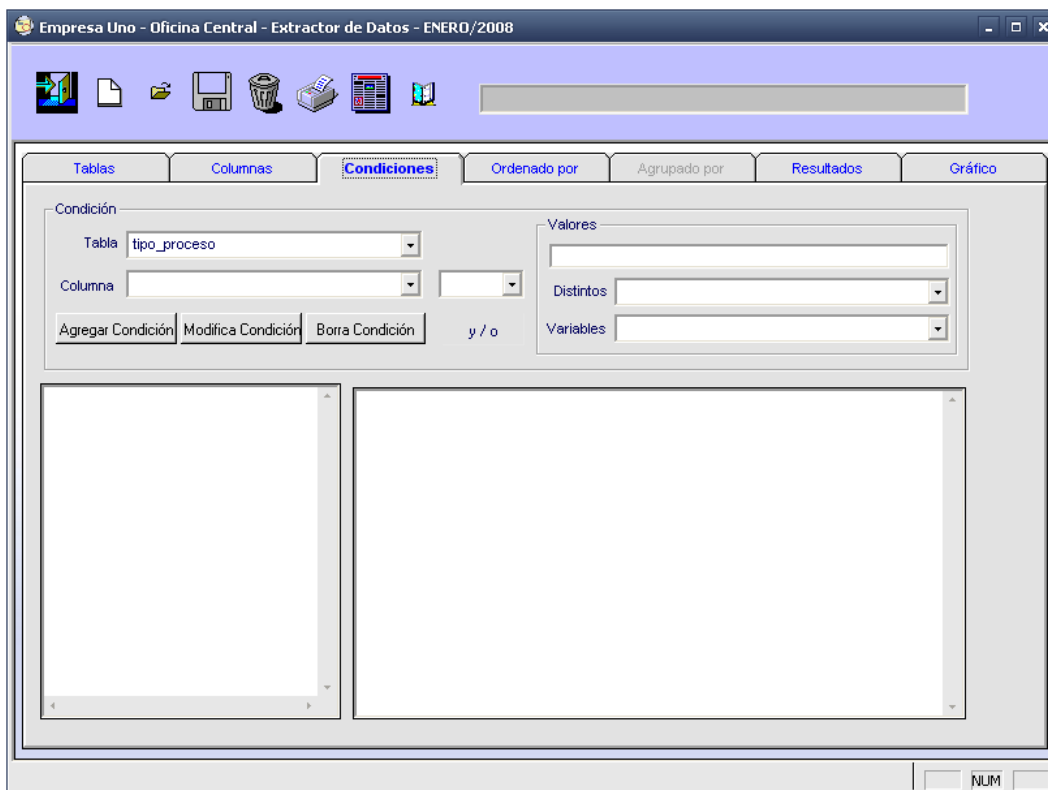 Empresa Uno - Oficina Central - Extractor de Datos - ENERO/2008
Tablas Columnas Condiciones Ordenado por Agrupado por Resultados Gráfico
Condición
Tabla tipo_proceso
Columna
Agregar Condición Modifica Condición Borra Condición y / o
Valores
Distintos
Variables
NUM